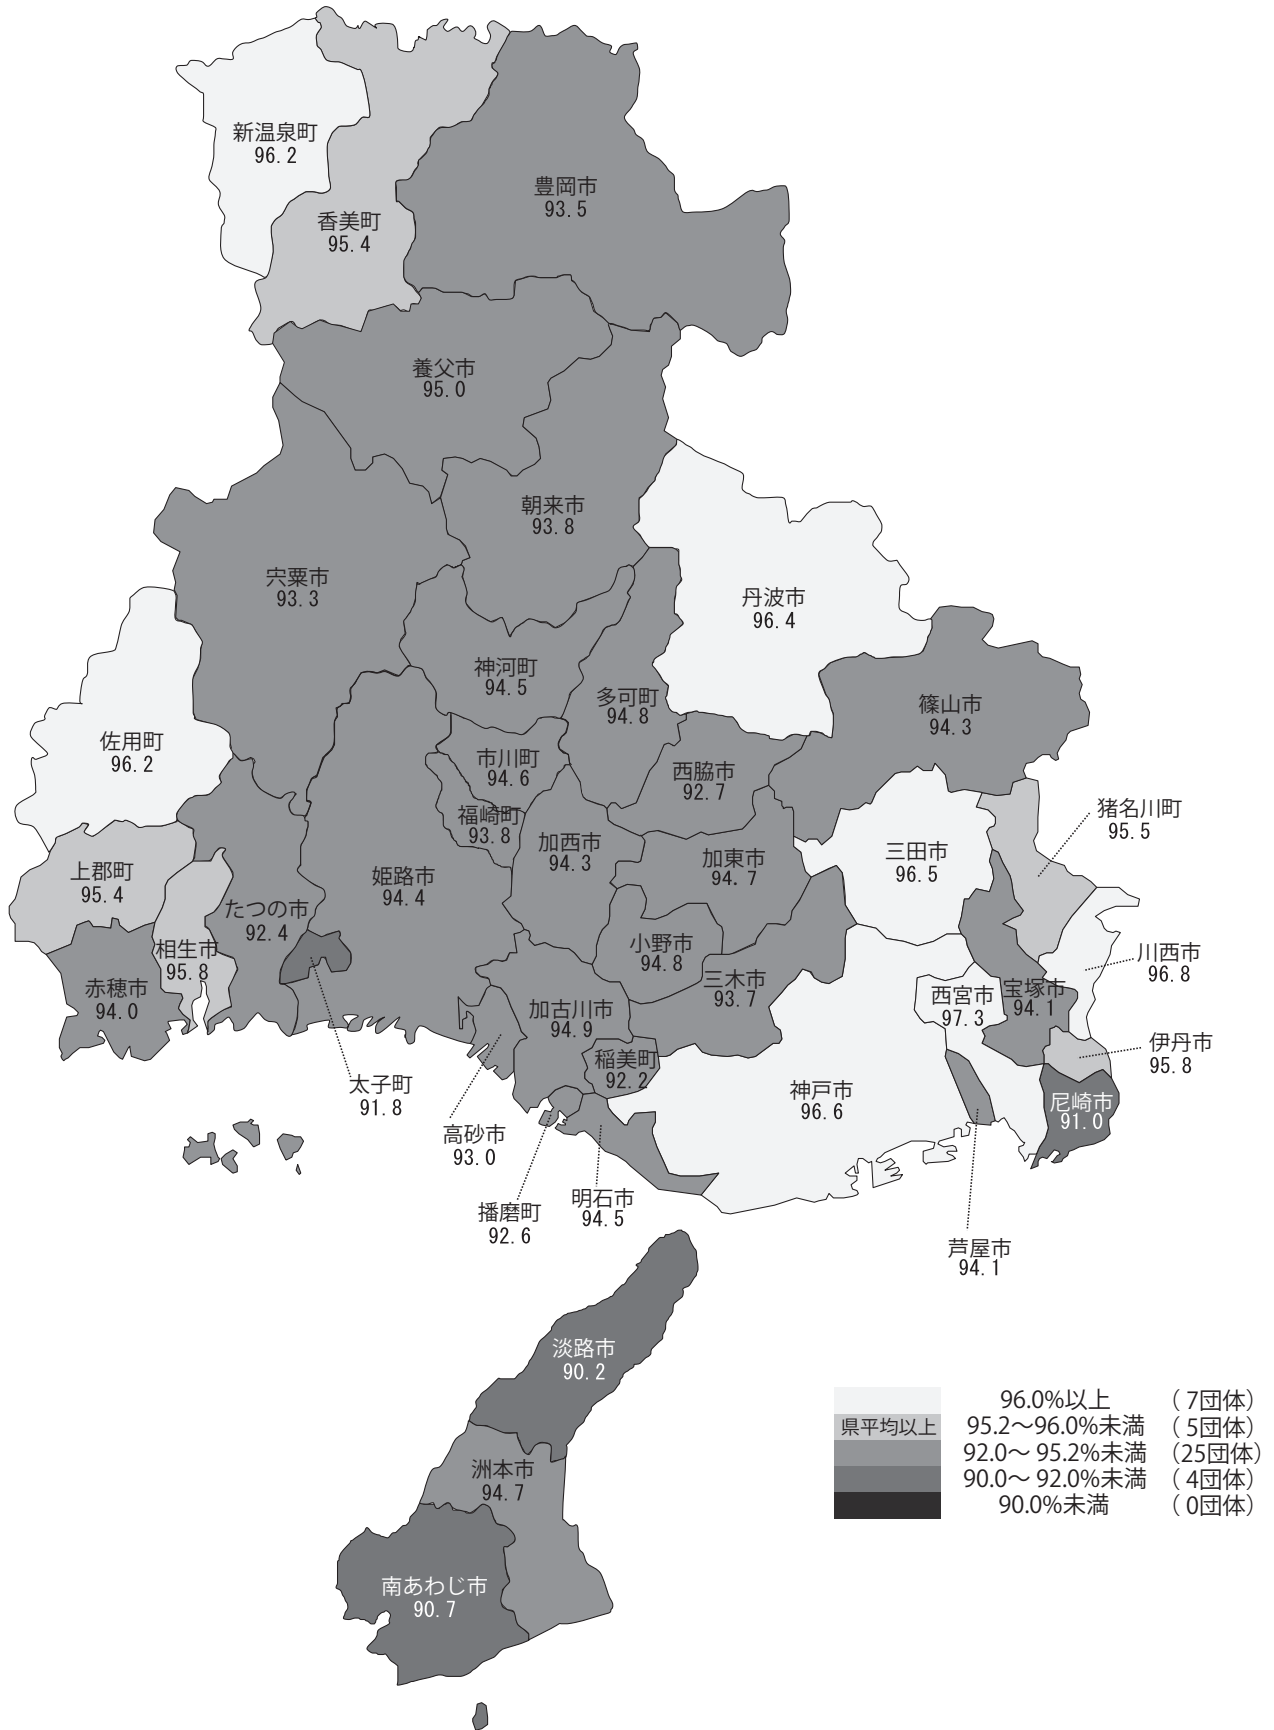 新温泉町
96.2
香美町
95.4
豊岡市
93.5
養父市
95.0
朝来市
93.8
宍粟市
93.3
丹波市
96.4
神河町
94.5
多可町
94.8
篠山市
94.3
佐用町
96.2
市川町
94.6
西脇市
92.7
福崎町
93.8
加西市
94.3
加東市
94.7
三田市
96.5
猪名川町
95.5
上郡町
95.4
姫路市
94.4
たつの市
92.4
相生市
95.8
小野市
94.8
三木市
93.7
川西市
96.8
赤穂市
94.0
加古川市
94.9
西宮市
97.3
宝塚市
94.1
伊丹市
95.8
稲美町
92.2
太子町
91.8
神戸市
96.6
尼崎市
91.0
高砂市
93.0
播磨町
92.6
明石市
94.5
芦屋市
94.1
淡路市
90.2
洲本市
94.7
南あわじ市
90.7
96.0%以上 （ 7団体）
県平均以上 95.2～96.0%未満 （ 5団体）
92.0～ 95.2%未満 （25団体）
90.0～ 92.0%未満 （ 4団体）
90.0%未満 （ 0団体）